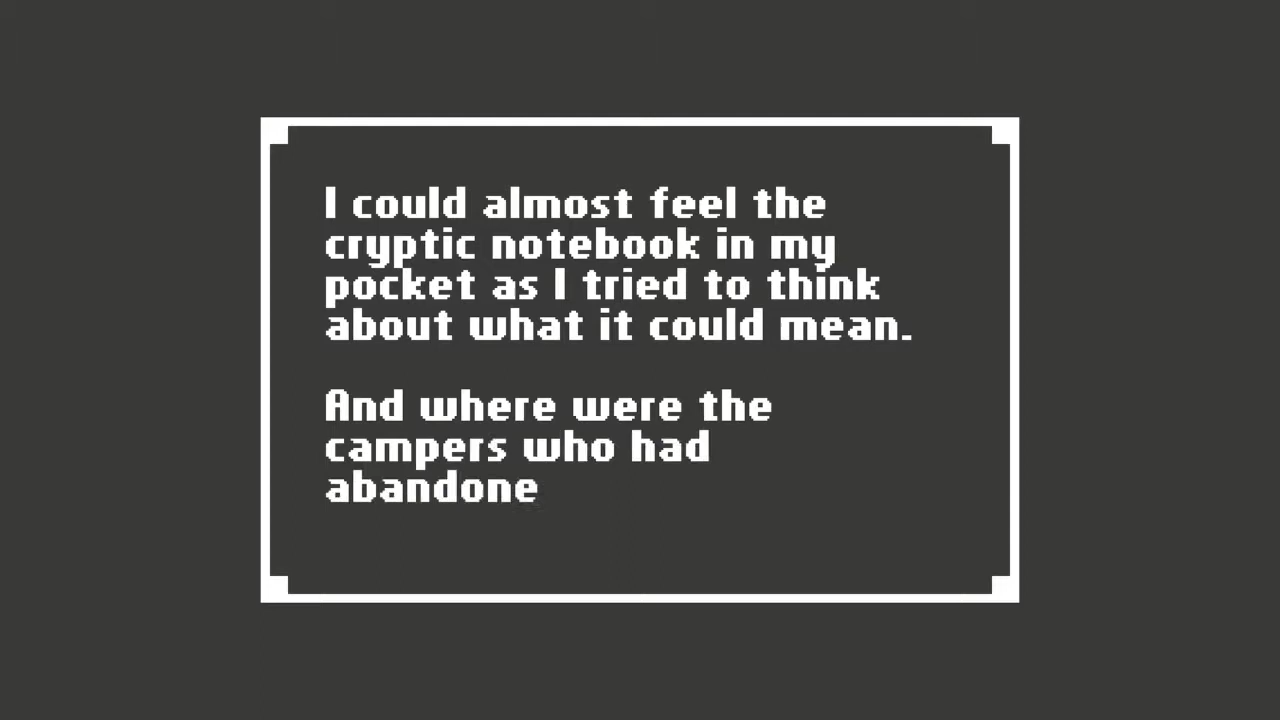 I could almost feel the
cryptic notebook in my
pocket as I tried to think
about what it could mean.
And where were the
campers who had
abandone